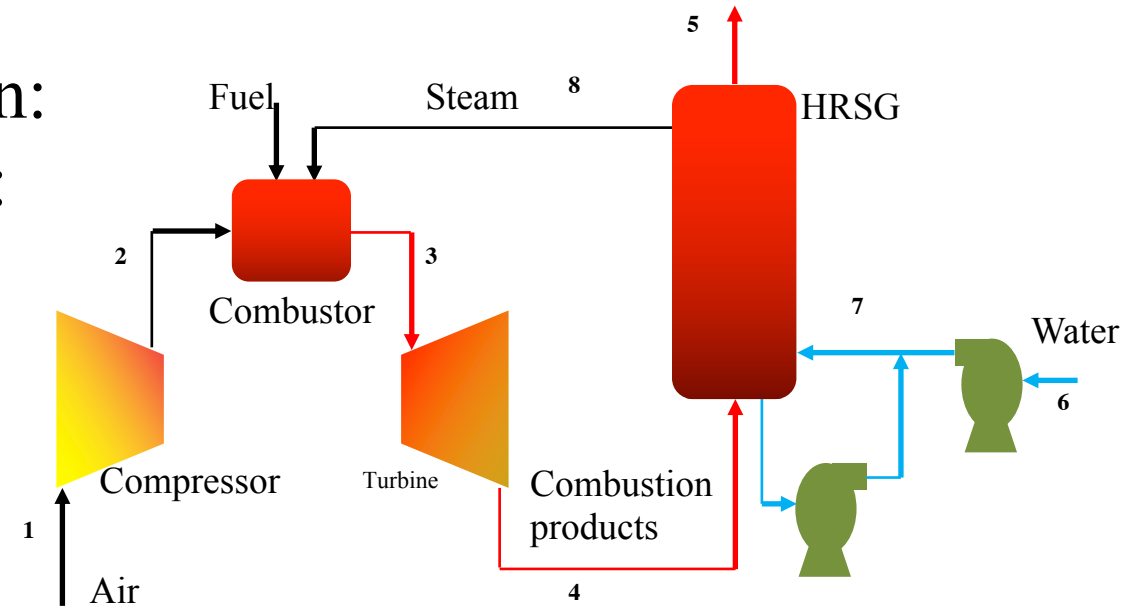 n:
:
5
8
Fuel
Steam
HRSG
2
3
Combustor
7
Water
6
Compressor
Turbine
Combustion
products
1
Air
4